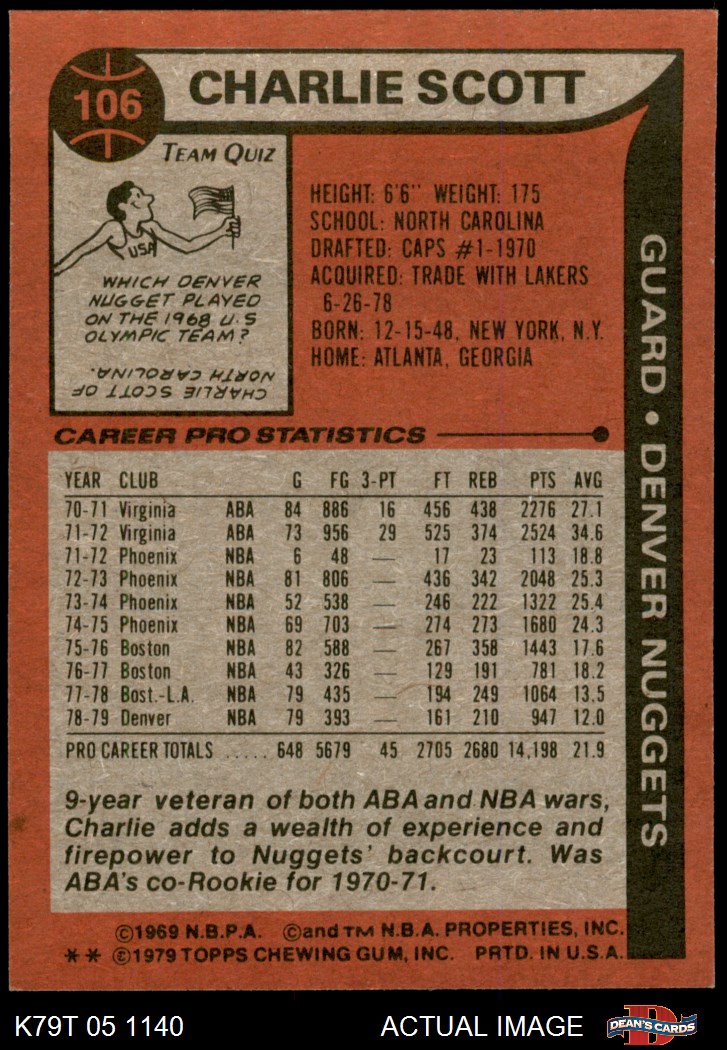 106
CHARLIE SCOTT
TEAM QUIZ
USA
WHICH DENVER
NUGGET PLAYED
ON THE 1968 U.S
OLYMPIC TEAM?
CHARLIE SCOTT OF
NORTH CAROLINA.
HEIGHT: 6'6" WEIGHT: 175
SCHOOL: NORTH CAROLINA
DRAFTED: CAPS #1-1970
ACQUIRED: TRADE WITH LAKERS
6-26-78
BORN: 12-15-48, NEW YORK, N.Y.
HOME: ATLANTA, GEORGIA
GUARD • DENVER NUGGETS
CAREER PRO STATISTICS
YEAR CLUB G FG 3-PT FT REB PTS AVG
70-71 Virginia ABA 84 886 16 456 438 2276 27.1
71-72 Virginia ABA 73 956 29 525 374 2524 34.6
71-72 Phoenix NBA 6 48 — 17 23 113 18.8
72-73 Phoenix NBA 81 806 — 436 342 2048 25.3
73-74 Phoenix NBA 52 538 — 246 222 1322 25.4
74-75 Phoenix NBA 69 703 — 274 273 1680 24.3
75-76 Boston NBA 82 588 — 267 358 1443 17.6
76-77 Boston NBA 43 326 — 129 191 781 18.2
77-78 Bost.-L.A. NBA 79 435 — 194 249 1064 13.5
78-79 Denver NBA 79 393 — 161 210 947 12.0
PRO CAREER TOTALS ..... 648 5679 45 2705 2680 14,198 21.9
9-year veteran of both ABA and NBA wars,
Charlie adds a wealth of experience and
firepower to Nuggets' backcourt. Was
ABA's co-Rookie for 1970-71.
©1969 N.B.P.A. ©and TM N.B.A. PROPERTIES, INC.
** ©1979 TOPPS CHEWING GUM, INC. PRTD. IN U.S.A.
K79T 05 1140
ACTUAL IMAGE
D
DEAN'S CARDS